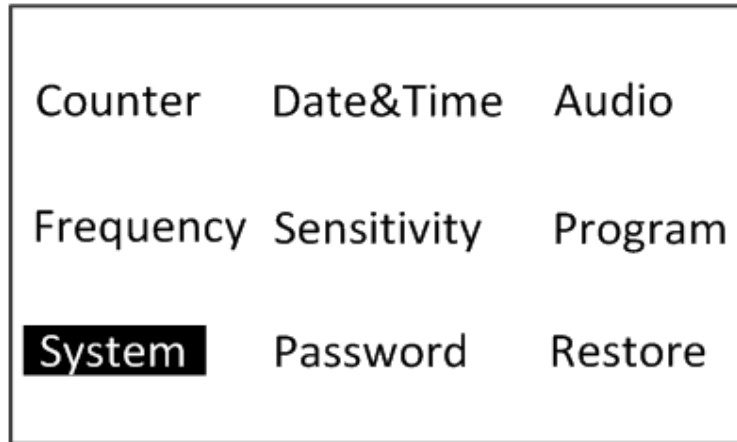 Counter Date&Time Audio
Frequency Sensitivity Program
System Password Restore